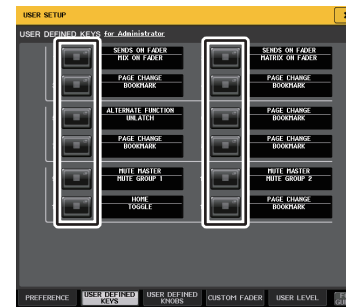 USER SETUP
USER DEFINED KEYS for Administrator
SENDS ON FADER
MIX ON FADER
SENDS ON FADER
MATRIX ON FADER
PAGE CHANGE
BOOKMARK
PAGE CHANGE
BOOKMARK
ALTERNATE FUNCTION
UNLATCH
PAGE CHANGE
BOOKMARK
PAGE CHANGE
BOOKMARK
PAGE CHANGE
BOOKMARK
MUTE MASTER
MUTE GROUP 1
MUTE MASTER
MUTE GROUP 2
HOME
TOGGLE
PAGE CHANGE
BOOKMARK
PREFERENCE USER DEFINED KEYS USER DEFINED KNOBS CUSTOM FADER USER LEVEL